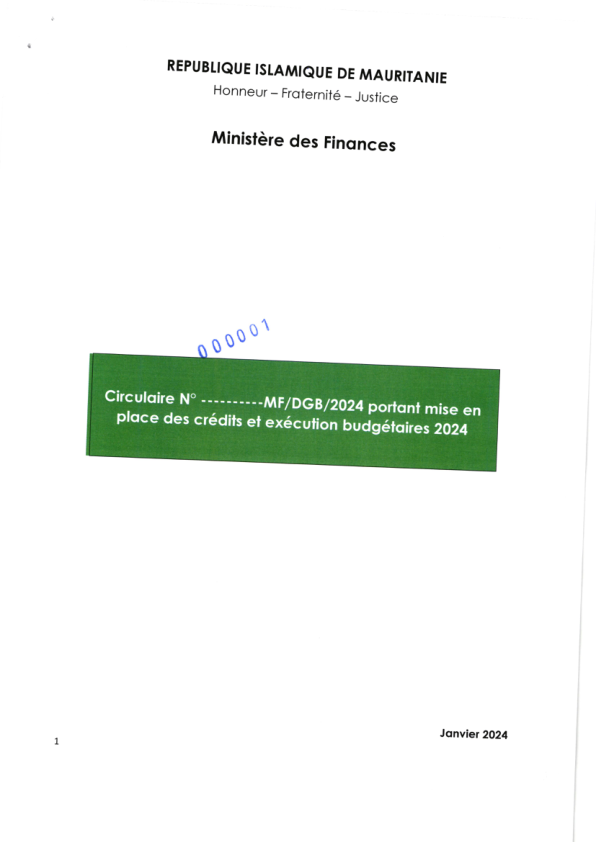 REPUBLIQUE ISLAMIQUE DE MAURITANIE
Honneur – Fraternité – Justice
Ministère des Finances
000001
Circulaire N° ----------MF/DGB/2024 portant mise en
place des crédits et exécution budgétaires 2024
Janvier 2024
1